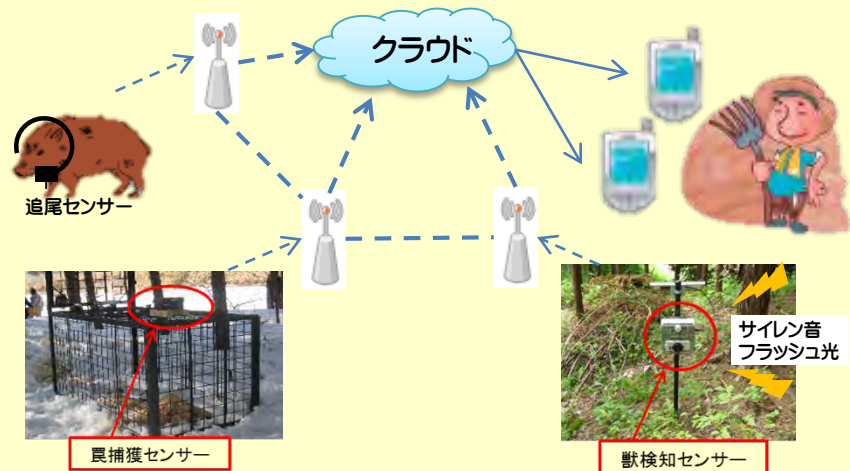 クラウド
追尾センサー
サイレン音
フラッシュ光
罠捕獲センサー
獣検知センサー